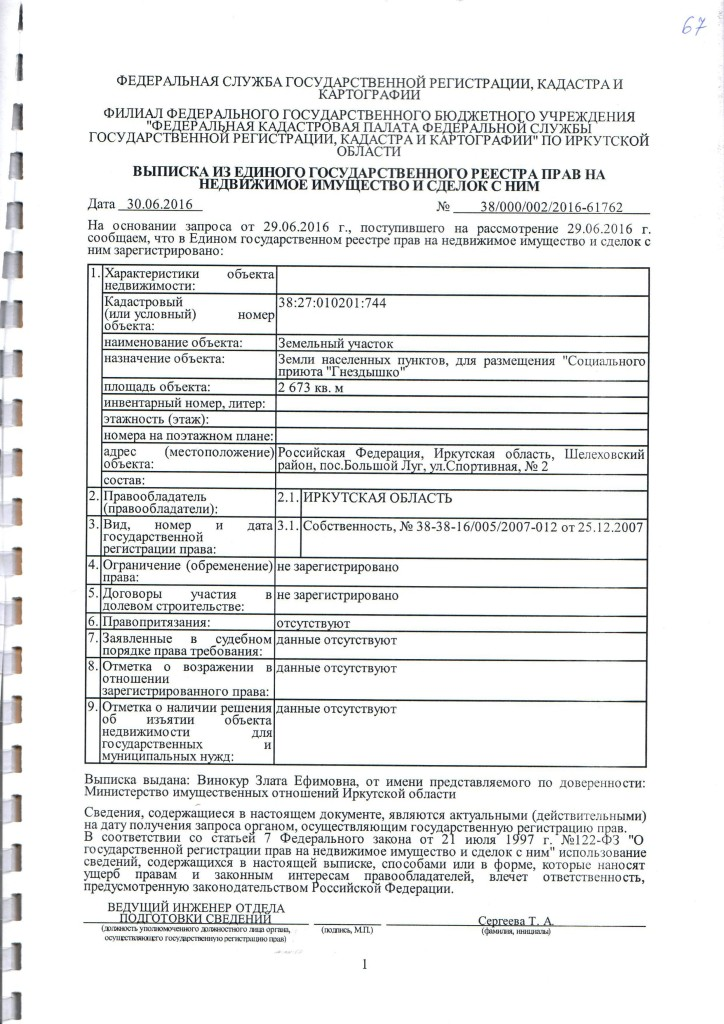 67
ФЕДЕРАЛЬНАЯ СЛУЖБА ГОСУДАРСТВЕННОЙ РЕГИСТРАЦИИ, КАДАСТРА И
КАРТОГРАФИИ
ФИЛИАЛ ФЕДЕРАЛЬНОГО ГОСУДАРСТВЕННОГО БЮДЖЕТНОГО УЧРЕЖДЕНИЯ
"ФЕДЕРАЛЬНАЯ КАДАСТРОВАЯ ПАЛАТА ФЕДЕРАЛЬНОЙ СЛУЖБЫ
ГОСУДАРСТВЕННОЙ РЕГИСТРАЦИИ, КАДАСТРА И КАРТОГРАФИИ" ПО ИРКУТСКОЙ
ОБЛАСТИ
ВЫПИСКА ИЗ ЕДИНОГО ГОСУДАРСТВЕННОГО РЕЕСТРА ПРАВ НА
НЕДВИЖИМОЕ ИМУЩЕСТВО И СДЕЛОК С НИМ
Дата 30.06.2016 № 38/000/002/2016-61762
На основании запроса от 29.06.2016 г., поступившего на рассмотрение 29.06.2016 г.
сообщаем, что в Едином государственном реестре прав на недвижимое имущество и сделок с
ним зарегистрировано:
1. Характеристики объекта
недвижимости:
Кадастровый 38:27:010201:744
(или условный) номер
объекта:
наименование объекта: Земельный участок
назначение объекта: Земли населенных пунктов, для размещения "Социального
приюта "Гнездышко"
площадь объекта: 2 673 кв. м
инвентарный номер, литер:
этажность (этаж):
номера на поэтажном плане:
адрес (местоположение) Российская Федерация, Иркутская область, Шелеховский
объекта: район, пос.Большой Луг, ул.Спортивная, № 2
состав:
2. Правообладатель 2.1. ИРКУТСКАЯ ОБЛАСТЬ
(правообладатели):
3. Вид, номер и дата 3.1. Собственность, № 38-38-16/005/2007-012 от 25.12.2007
государственной
регистрации права:
4. Ограничение (обременение) не зарегистрировано
права:
5. Договоры участия в не зарегистрировано
долевом строительстве:
6. Правопритязания: отсутствуют
7. Заявленные в судебном данные отсутствуют
порядке права требования:
8. Отметка о возражении в данные отсутствуют
отношении
зарегистрированного права:
9. Отметка о наличии решения данные отсутствуют
об изъятии объекта
недвижимости для
государственных и
муниципальных нужд:
Выписка выдана: Винокур Злата Ефимовна, от имени представляемого по доверенности:
Министерство имущественных отношений Иркутской области
Сведения, содержащиеся в настоящем документе, являются актуальными (действительными)
на дату получения запроса органом, осуществляющим государственную регистрацию прав.
В соответствии со статьей 7 Федерального закона от 21 июля 1997 г. №122-ФЗ "О
государственной регистрации прав на недвижимое имущество и сделок с ним" использование
сведений, содержащихся в настоящей выписке, способами или в форме, которые наносят
ущерб правам и законным интересам правообладателей, влечет ответственность,
предусмотренную законодательством Российской Федерации.
ВЕДУЩИЙ ИНЖЕНЕР ОТДЕЛА
ПОДГОТОВКИ СВЕДЕНИЙ Сергеева Т. А.
(должность уполномоченного должностного лица органа, (подпись, М.П.) (фамилия, инициалы)
осуществляющего государственную регистрацию прав)
1